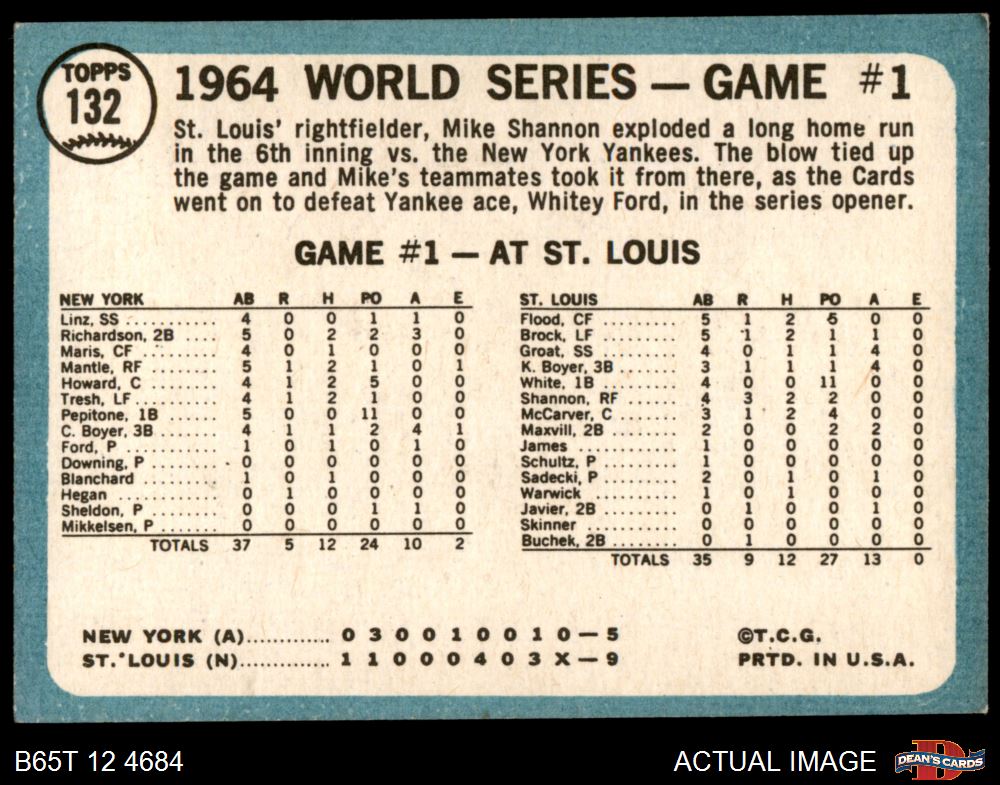 TOPPS
132
1964 WORLD SERIES — GAME #1
St. Louis' rightfielder, Mike Shannon exploded a long home run
in the 6th inning vs. the New York Yankees. The blow tied up
the game and Mike's teammates took it from there, as the Cards
went on to defeat Yankee ace, Whitey Ford, in the series opener.
GAME #1 — AT ST. LOUIS
NEW YORK AB R H PO A E
Linz, SS ........... 4 0 0 1 1 0
Richardson, 2B .... 5 0 2 2 3 0
Maris, CF ......... 4 0 1 0 0 0
Mantle, RF ........ 5 1 2 1 0 1
Howard, C ........ 4 1 2 5 0 0
Tresh, LF ......... 4 1 2 1 0 0
Pepitone, 1B ...... 5 0 0 11 0 0
C. Boyer, 3B ...... 4 1 1 2 4 1
Ford, P ........... 1 0 1 0 1 0
Downing, P ....... 0 0 0 0 0 0
Blanchard ........ 1 0 1 0 0 0
Hegan ............ 0 1 0 0 0 0
Sheldon, P ........ 0 0 0 1 1 0
Mikkelsen, P ...... 0 0 0 0 0 0
TOTALS 37 5 12 24 10 2
ST. LOUIS AB R H PO A E
Flood, CF ......... 5 1 2 5 0 0
Brock, LF ......... 5 1 2 1 1 0
Groat, SS ......... 4 0 1 1 4 0
K. Boyer, 3B ...... 3 1 1 1 4 0
White, 1B ......... 4 0 0 11 0 0
Shannon, RF ...... 4 3 2 2 0 0
McCarver, C ...... 3 1 2 4 0 0
Maxvill, 2B ........ 2 0 0 2 2 0
James ............ 1 0 0 0 0 0
Schultz, P ........ 1 0 0 0 0 0
Sadecki, P ........ 2 0 1 0 1 0
Warwick .......... 1 0 1 0 0 0
Javier, 2B ......... 0 1 0 0 1 0
Skinner ........... 0 0 0 0 0 0
Buchek, 2B ........ 0 1 0 0 0 0
TOTALS 35 9 12 27 13 0
NEW YORK (A)............ 0 3 0 0 1 0 0 1 0 — 5
ST. LOUIS (N)............. 1 1 0 0 0 4 0 3 X — 9
©T.C.G.
PRTD. IN U.S.A.
B65T 12 4684
ACTUAL IMAGE
D
DEAN'S CARDS